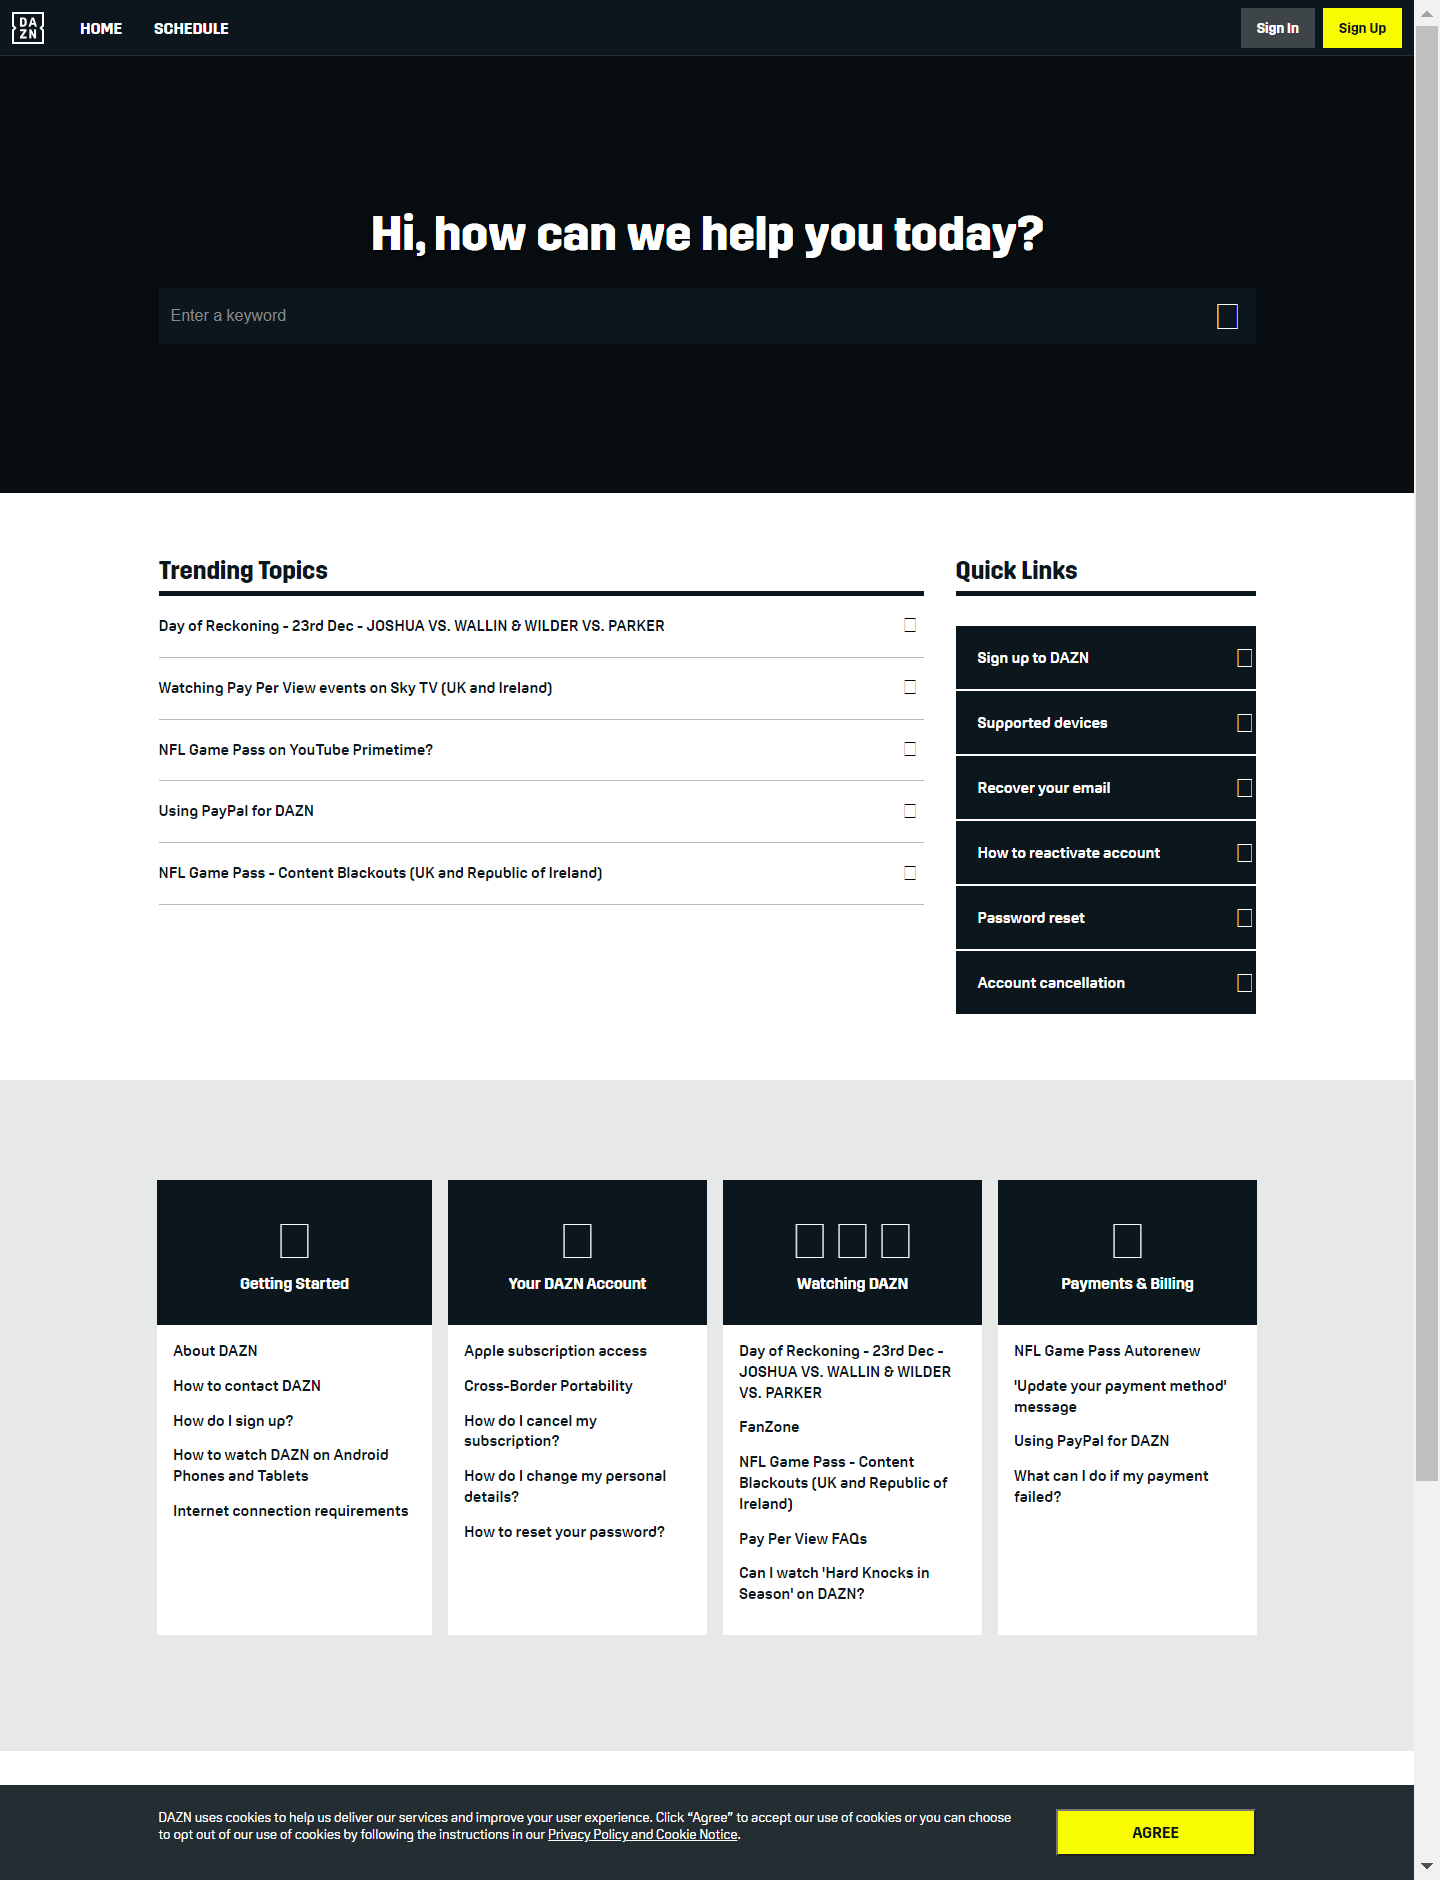 DA
ZN
HOME
SCHEDULE
Sign In
Sign Up
Hi, how can we help you today?
Enter a keyword
Trending Topics
Day of Reckoning - 23rd Dec - JOSHUA VS. WALLIN & WILDER VS. PARKER
Watching Pay Per View events on Sky TV (UK and Ireland)
NFL Game Pass on YouTube Primetime?
Using PayPal for DAZN
NFL Game Pass - Content Blackouts (UK and Republic of Ireland)
Quick Links
Sign up to DAZN
Supported devices
Recover your email
How to reactivate account
Password reset
Account cancellation
Getting Started
About DAZN
How to contact DAZN
How do I sign up?
How to watch DAZN on Android
Phones and Tablets
Internet connection requirements
Your DAZN Account
Apple subscription access
Cross-Border Portability
How do I cancel my
subscription?
How do I change my personal
details?
How to reset your password?
Watching DAZN
Day of Reckoning - 23rd Dec -
JOSHUA VS. WALLIN & WILDER
VS. PARKER
FanZone
NFL Game Pass - Content
Blackouts (UK and Republic of
Ireland)
Pay Per View FAQs
Can I watch 'Hard Knocks in
Season' on DAZN?
Payments & Billing
NFL Game Pass Autorenew
'Update your payment method'
message
Using PayPal for DAZN
What can I do if my payment
failed?
DAZN uses cookies to help us deliver our services and improve your user experience. Click “Agree” to accept our use of cookies or you can choose
to opt out of our use of cookies by following the instructions in our Privacy Policy and Cookie Notice.
AGREE